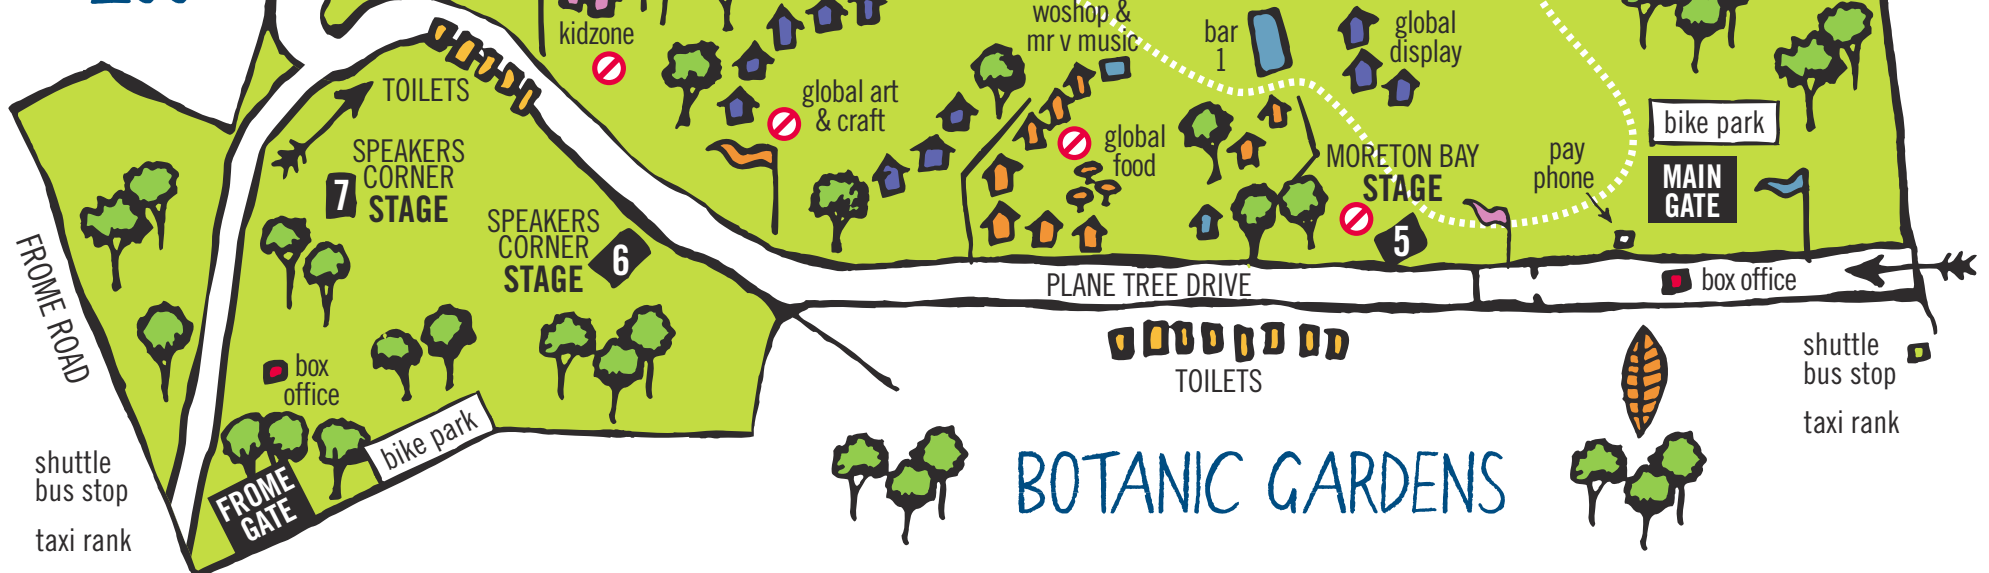 woshop &
mr v music
kidzone
bar
1
global
display
TOILETS
global art
& craft
bike park
global
food
SPEAKERS
CORNER
STAGE
7
MORETON BAY
STAGE
5
pay
phone
MAIN
GATE
SPEAKERS
CORNER
STAGE
6
FROME ROAD
PLANE TREE DRIVE
box office
box
office
TOILETS
shuttle
bus stop
taxi rank
bike park
FROME
GATE
shuttle
bus stop
taxi rank
BOTANIC GARDENS